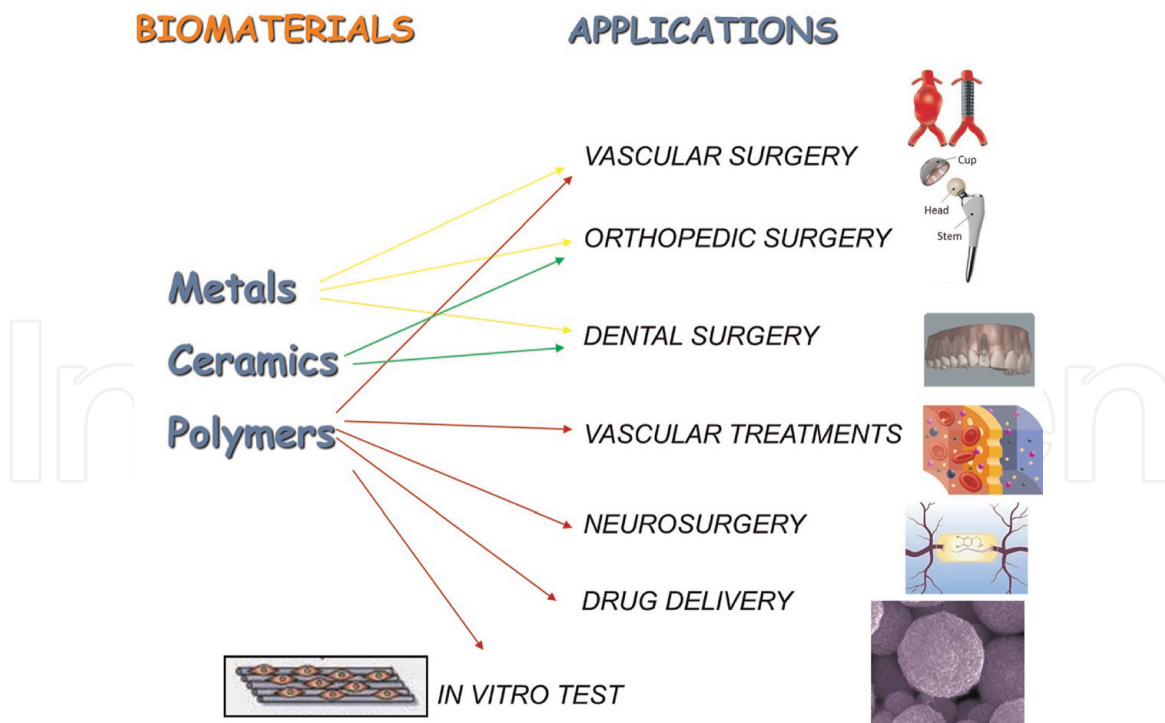 BIOMATERIALS
APPLICATIONS
VASCULAR SURGERY
Cup
Head
Stem
ORTHOPEDIC SURGERY
Metals
DENTAL SURGERY
Ceramics
Polymers
VASCULAR TREATMENTS
NEUROSURGERY
DRUG DELIVERY
IN VITRO TEST